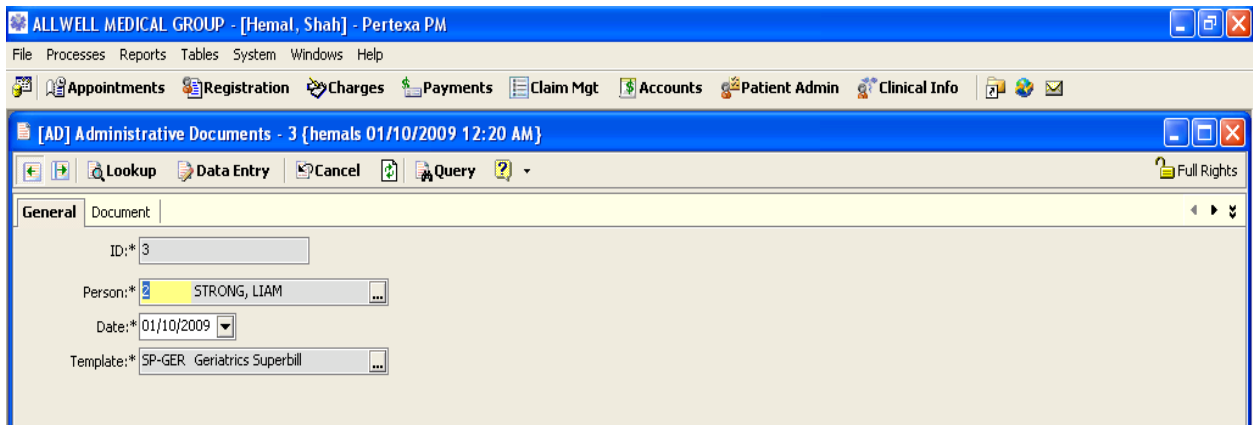 ALLWELL MEDICAL GROUP - [Hemal, Shah] - Pertexa PM
File Processes Reports Tables System Windows Help
Appointments Registration Charges Payments Claim Mgt Accounts Patient Admin Clinical Info
[AD] Administrative Documents - 3 {hemals 01/10/2009 12:20 AM}
Lookup Data Entry Cancel Query Full Rights
General Document
ID:* 3
Person:* 2 STRONG, LIAM ...
Date:* 01/10/2009
Template:* SP-GER Geriatrics Superbill ...